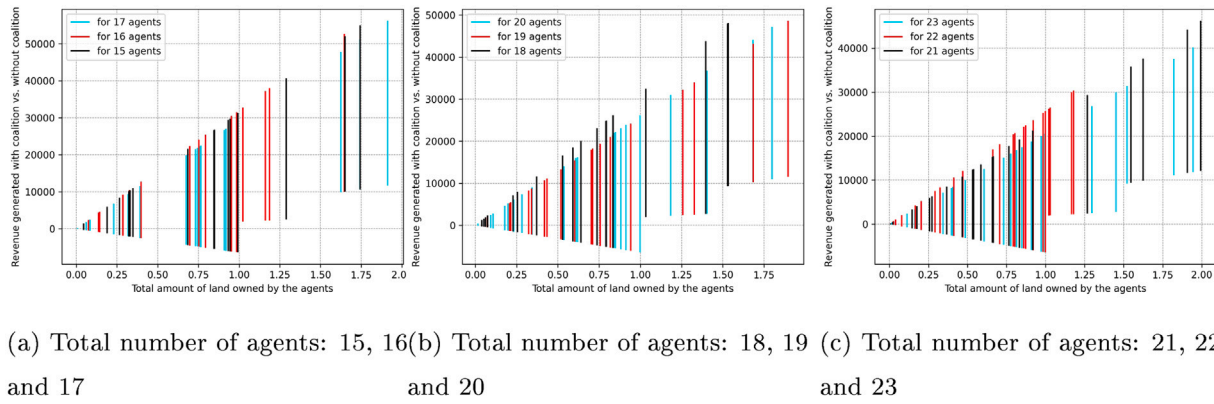 Revenue generated with coalition vs. without coalition
50000
40000
30000
20000
10000
0
for 17 agents
for 16 agents
for 15 agents
0.00 0.25 0.50 0.75 1.00 1.25 1.50 1.75 2.0
Total amount of land owned by the agents
Revenue generated with coalition vs. without coalition
50000
40000
30000
20000
10000
0
for 20 agents
for 19 agents
for 18 agents
0.00 0.25 0.50 0.75 1.00 1.25 1.50 1.75
Total amount of land owned by the agents
Revenue generated with coalition vs. without coalition
40000
30000
20000
10000
0
for 23 agents
for 22 agents
for 21 agents
0.00 0.25 0.50 0.75 1.00 1.25 1.50 1.75 2.00
Total amount of land owned by the agents
(a) Total number of agents: 15, 16
and 17
(b) Total number of agents: 18, 19
and 20
(c) Total number of agents: 21, 22
and 23